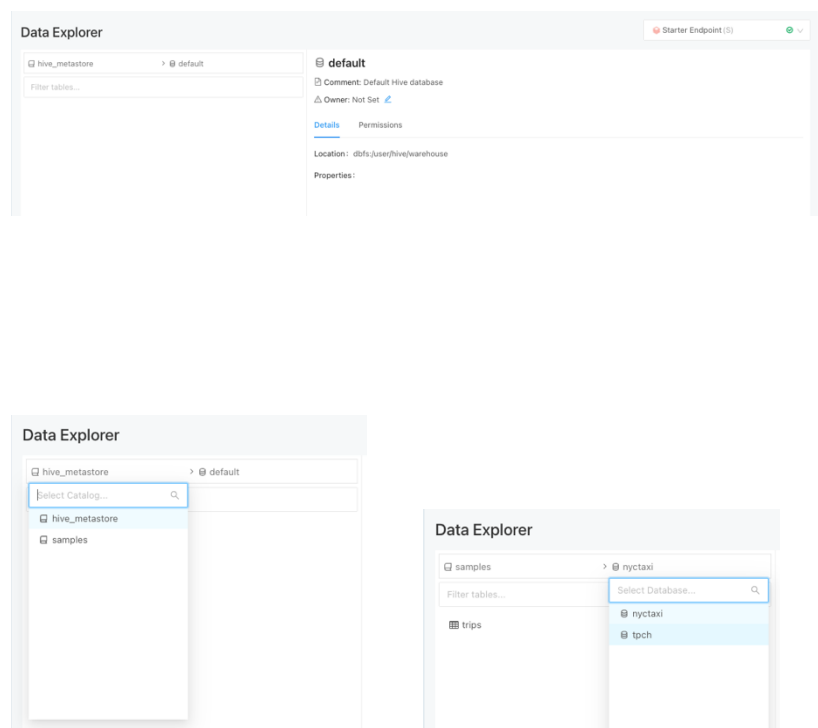 Data Explorer
Starter Endpoint (S)
hive_metastore > default
Filter tables...
default
Comment: Default Hive database
Owner: Not Set
Details Permissions
Location: dbfs:/user/hive/warehouse
Properties:
Data Explorer
hive_metastore > default
Select Catalog...
hive_metastore
samples
Data Explorer
samples > nyctaxi
Filter tables...
Select Database...
trips
nyctaxi
tpch